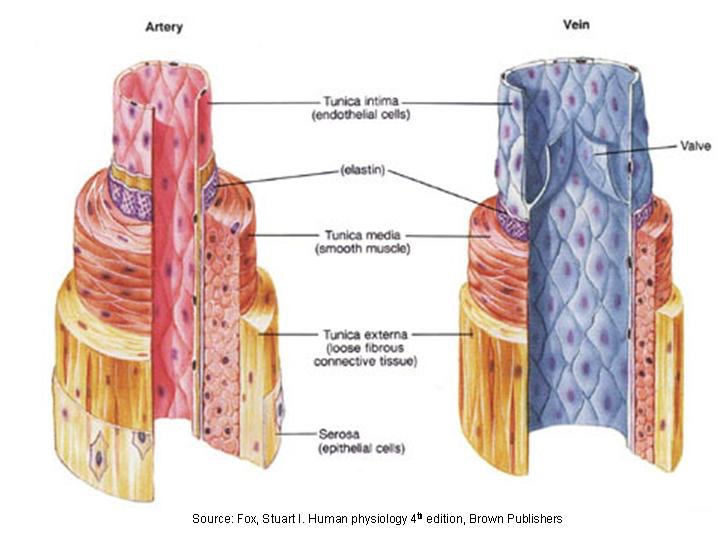 Artery
Vein
Tunica intima
(endothelial cells)
Valve
(elastin)
Tunica media
(smooth muscle)
Tunica externa
(loose fibrous
connective tissue)
Serosa
(epithelial cells)
Source: Fox, Stuart I. Human physiology 4th edition, Brown Publishers